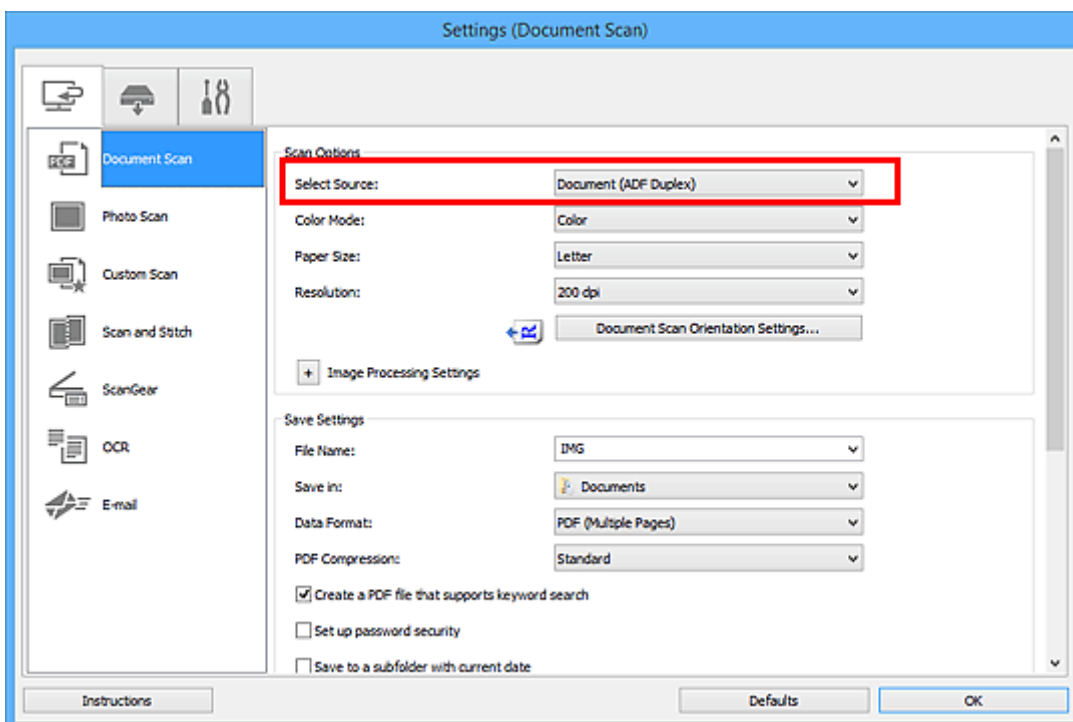 Settings (Document Scan)
PDF
Document Scan
Photo Scan
Custom Scan
Scan and Stitch
ScanGear
OCR
E-mail
Scan Options
Select Source: Document (ADF Duplex)
Color Mode: Color
Paper Size: Letter
Resolution: 200 dpi
R Document Scan Orientation Settings...
+ Image Processing Settings
Save Settings
File Name: IMG
Save in: Documents
Data Format: PDF (Multiple Pages)
PDF Compression: Standard
Create a PDF file that supports keyword search
Set up password security
Save to a subfolder with current date
Instructions Defaults OK